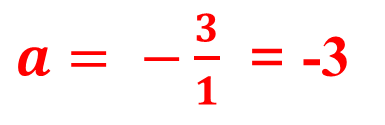 a = − 3/1 = -3